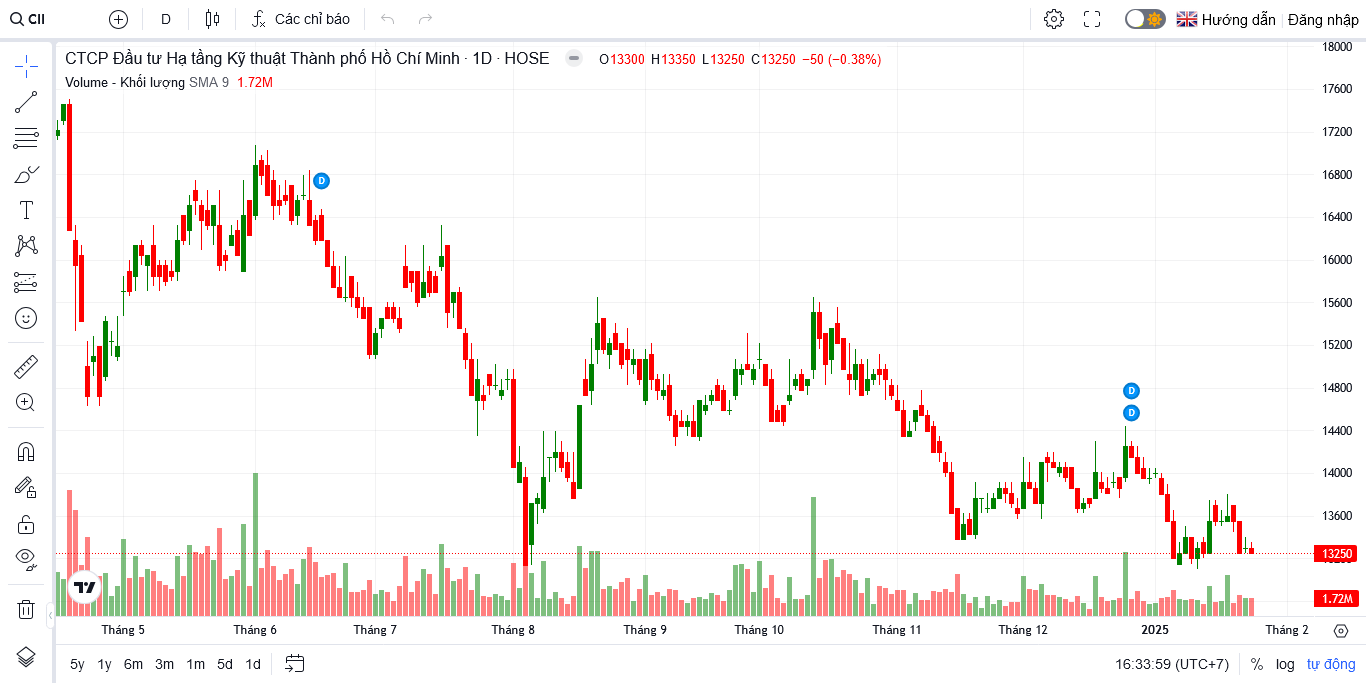 CII D Các chỉ báo Hướng dẫn Đăng nhập
CTCP Đầu tư Hạ tầng Kỹ thuật Thành phố Hồ Chí Minh · 1D · HOSE O13300 H13350 L13250 C13250 −50 (−0.38%)
Volume - Khối lượng SMA 9 1.72M
18000
17600
17200
16800
D
16400
16000
15600
15200
14800
D
D
14400
14000
13600
13250
1.72M
Tháng 5 Tháng 6 Tháng 7 Tháng 8 Tháng 9 Tháng 10 Tháng 11 Tháng 12 2025 Tháng 2
5y 1y 6m 3m 1m 5d 1d 16:33:59 (UTC+7) % log tự động